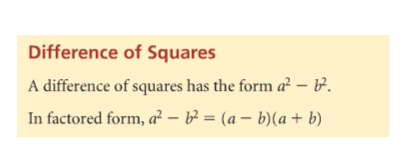 Difference of Squares
A difference of squares has the form a² − b².
In factored form, a² − b² = (a − b)(a + b)